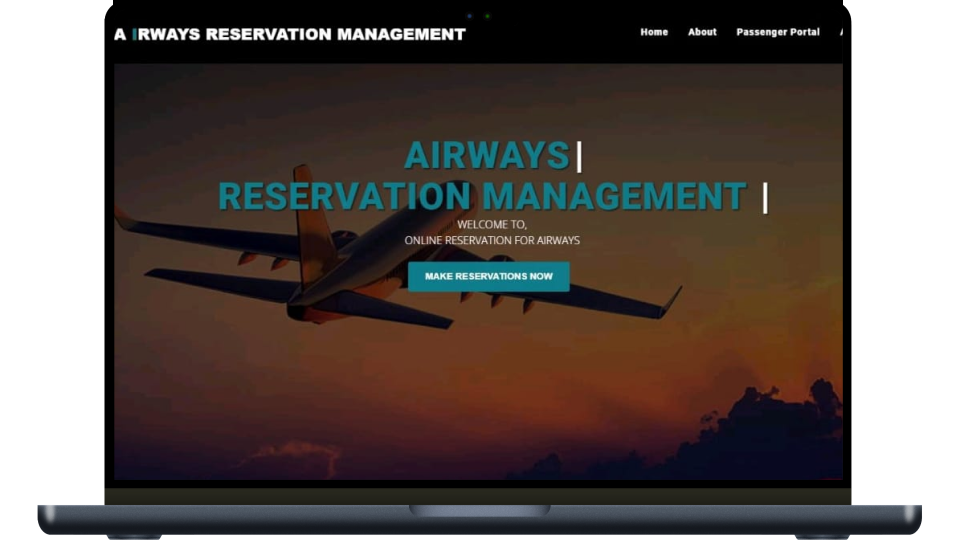 A IRWAYS RESERVATION MANAGEMENT
Home About Passenger Portal
AIRWAYS|
RESERVATION MANAGEMENT |
WELCOME TO,
ONLINE RESERVATION FOR AIRWAYS
MAKE RESERVATIONS NOW